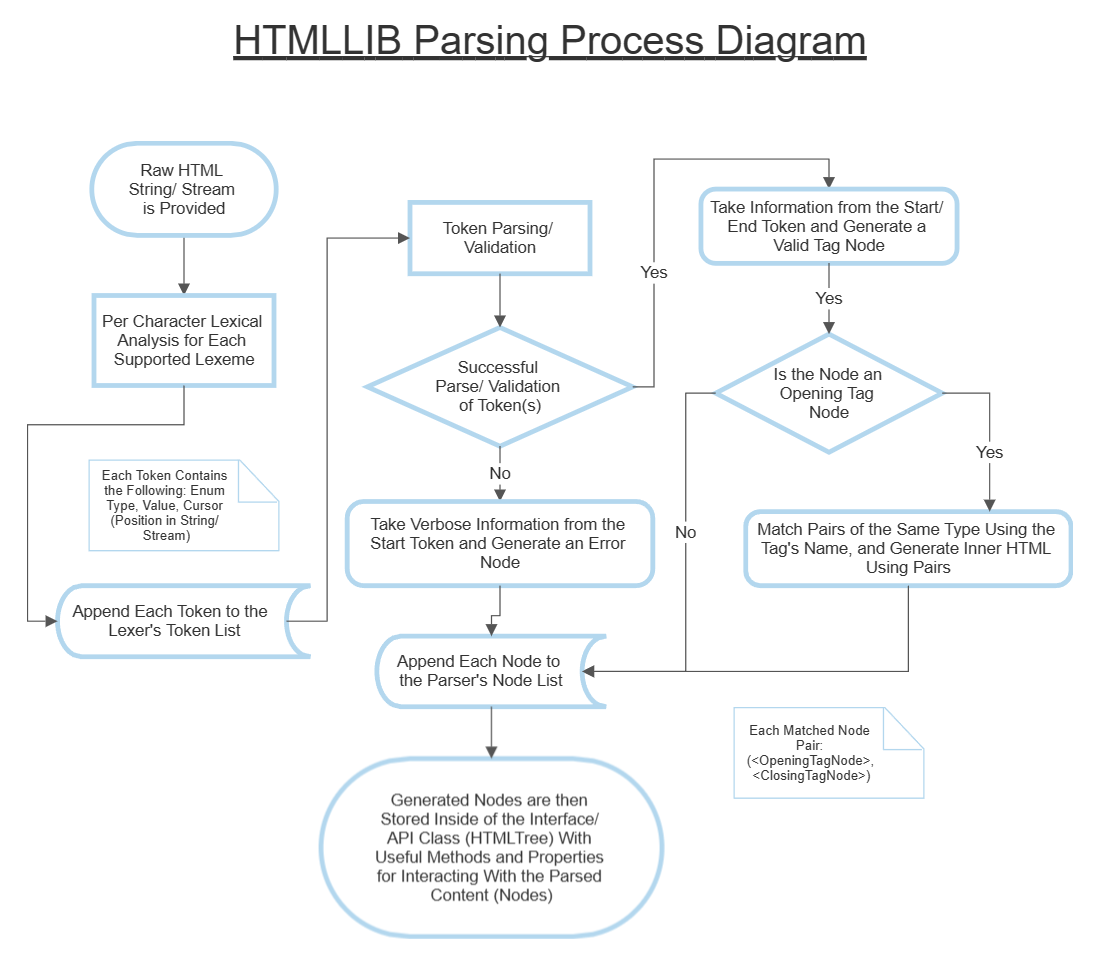 HTMLLIB Parsing Process Diagram
Raw HTML
String/ Stream
is Provided
Per Character Lexical
Analysis for Each
Supported Lexeme
Each Token Contains
the Following: Enum
Type, Value, Cursor
(Position in String/
Stream)
Append Each Token to the
Lexer's Token List
Token Parsing/
Validation
Successful
Parse/ Validation
of Token(s)
Yes
No
Take Verbose Information from the
Start Token and Generate an Error
Node
Take Information from the Start/
End Token and Generate a
Valid Tag Node
Yes
Is the Node an
Opening Tag
Node
Yes
No
Match Pairs of the Same Type Using the
Tag's Name, and Generate Inner HTML
Using Pairs
Append Each Node to
the Parser's Node List
Each Matched Node
Pair:
(<OpeningTagNode>,
<ClosingTagNode>)
Generated Nodes are then
Stored Inside of the Interface/
API Class (HTMLTree) With
Useful Methods and Properties
for Interacting With the Parsed
Content (Nodes)